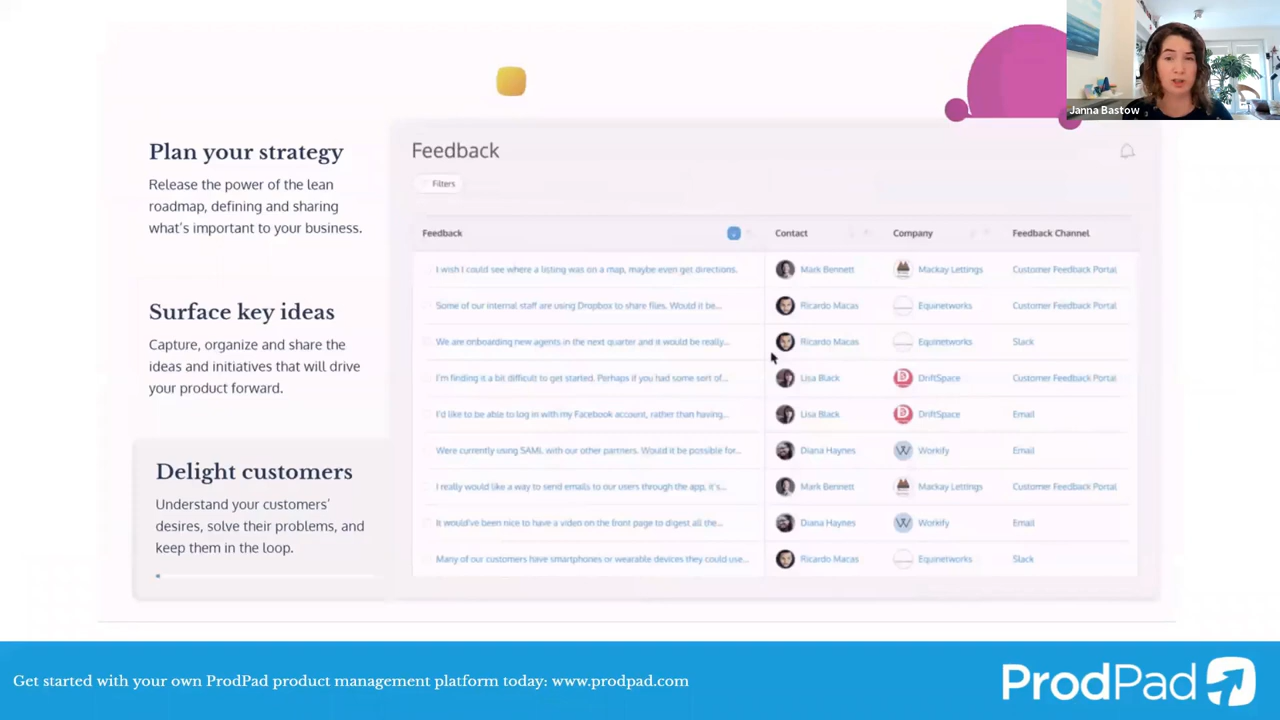 Janna Bastow
Plan your strategy
Release the power of the lean
roadmap, defining and sharing
what's important to your business.
Surface key ideas
Capture, organize and share the
ideas and initiatives that will drive
your product forward.
Delight customers
Understand your customers'
desires, solve their problems, and
keep them in the loop.
Feedback
Filters
Feedback Contact Company Feedback Channel
I wish I could see where a listing was on a map, maybe even get directions. Mark Bennett Mackay Lettings Customer Feedback Portal
Some of our internal staff are using Dropbox to share files. Would it be... Ricardo Macas Equinetworks Customer Feedback Portal
We are onboarding new agents in the next quarter and it would be really... Ricardo Macas Equinetworks Slack
I'm finding it a bit difficult to get started. Perhaps if you had some sort of... Lisa Black DriftSpace Customer Feedback Portal
I'd like to be able to log in with my Facebook account, rather than having... Lisa Black DriftSpace Email
Were currently using SAML with our other partners. Would it be possible for... Diana Haynes Workify Email
I really would like a way to send emails to our users through the app, it's... Mark Bennett Mackay Lettings Customer Feedback Portal
It would've been nice to have a video on the front page to digest all the... Diana Haynes Workify Email
Many of our customers have smartphones or wearable devices they could use... Ricardo Macas Equinetworks Slack
Get started with your own ProdPad product management platform today: www.prodpad.com
ProdPad